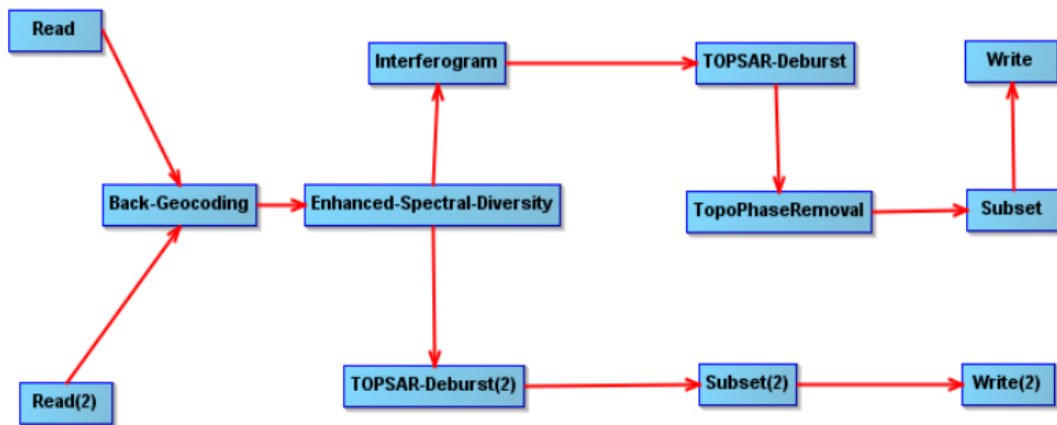 Read
Interferogram
TOPSAR-Deburst
Write
Back-Geocoding
Enhanced-Spectral-Diversity
TopoPhaseRemoval
Subset
Read(2)
TOPSAR-Deburst(2)
Subset(2)
Write(2)